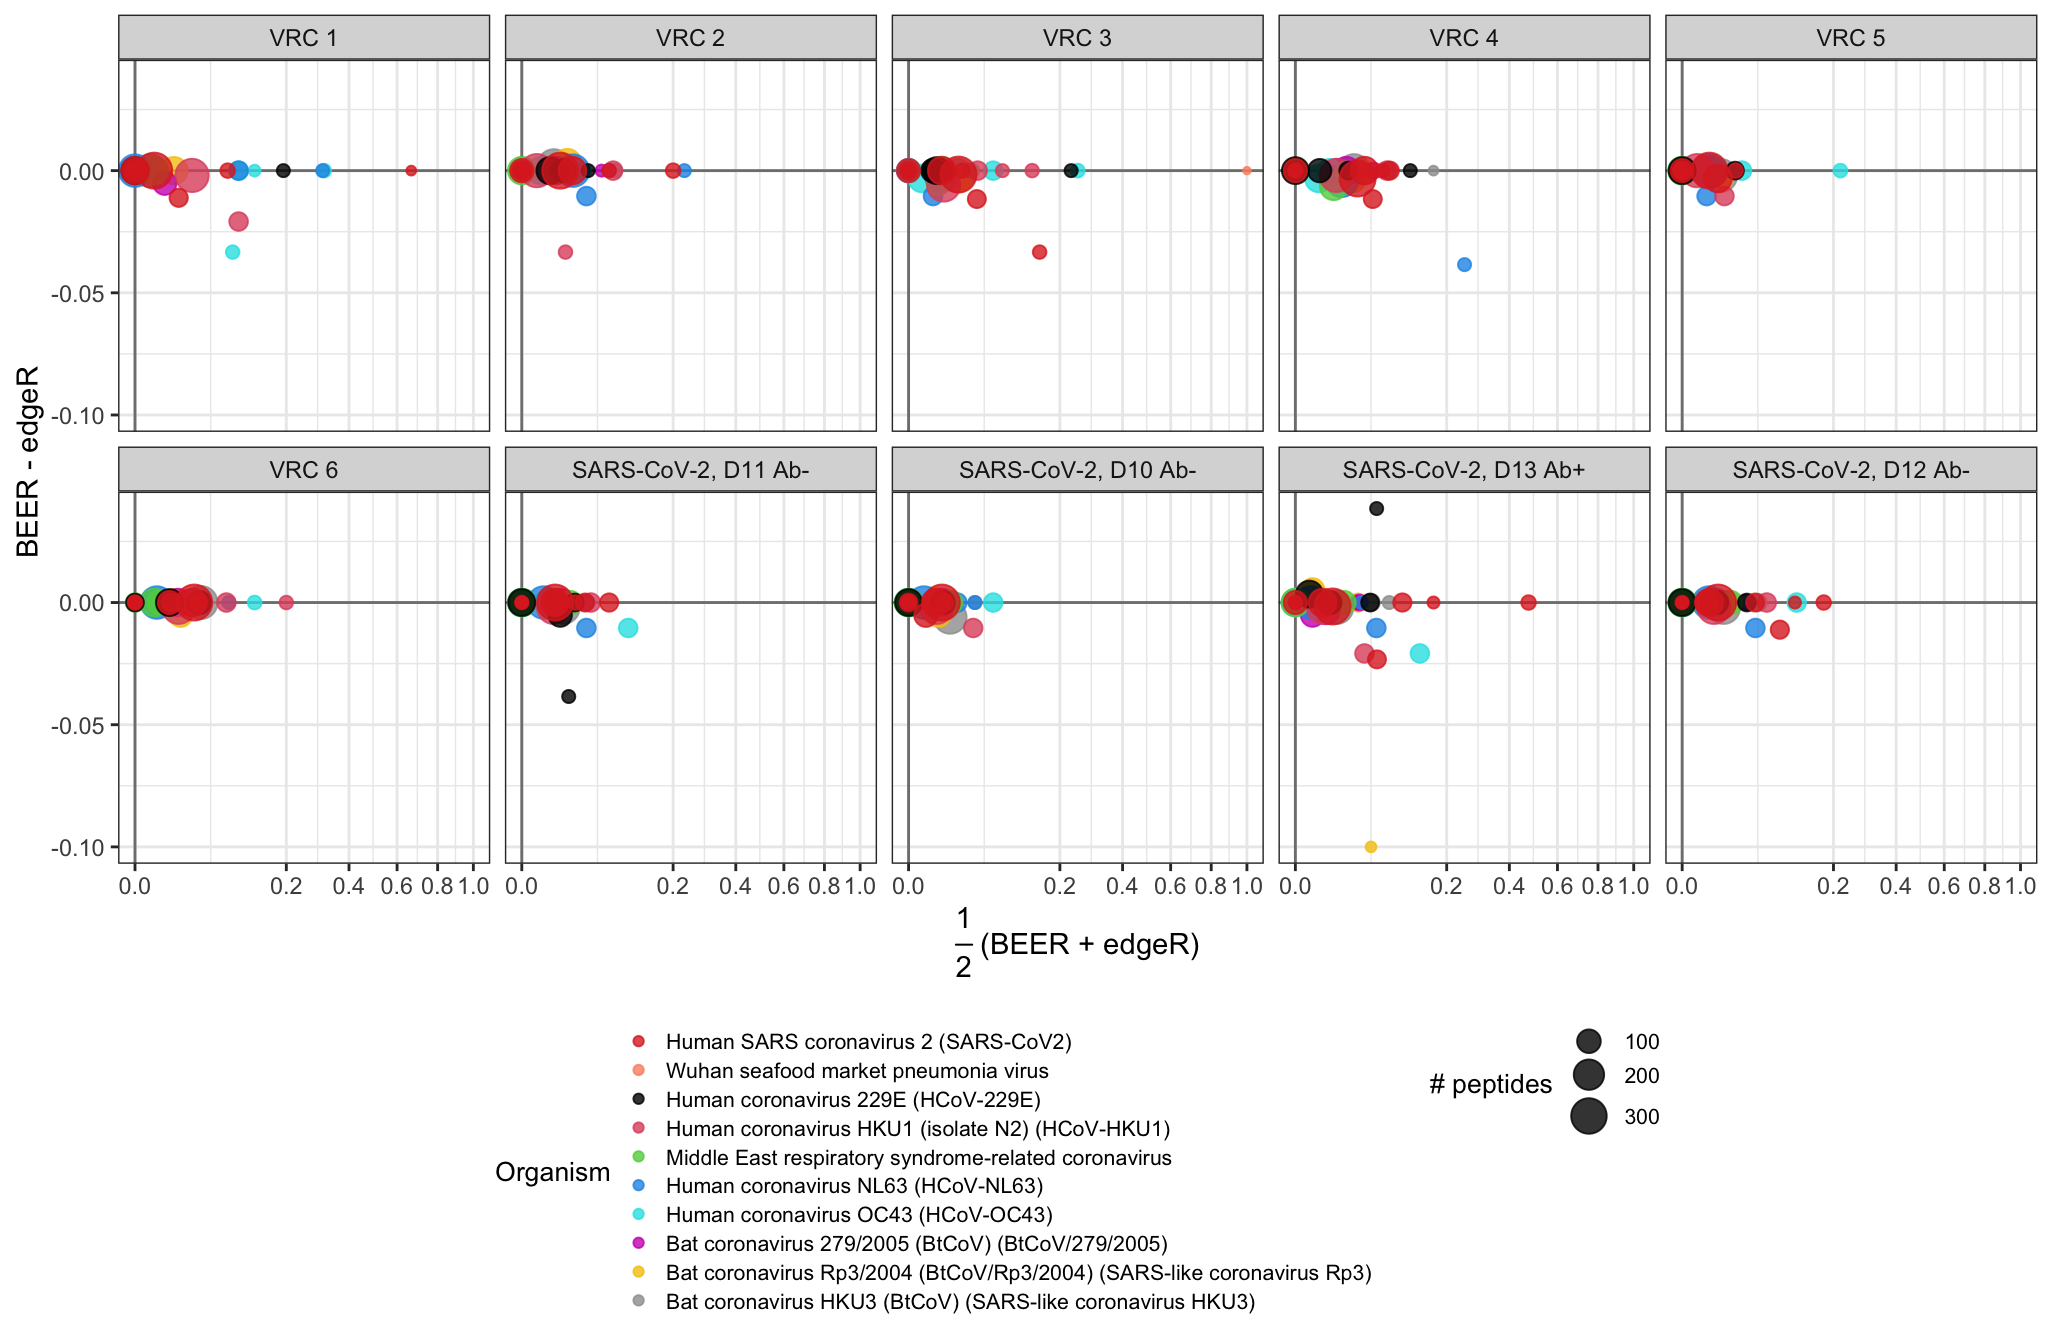 VRC 1 VRC 2 VRC 3 VRC 4 VRC 5
0.00
-0.05
-0.10
BEER - edgeR
VRC 6 SARS-CoV-2, D11 Ab- SARS-CoV-2, D10 Ab- SARS-CoV-2, D13 Ab+ SARS-CoV-2, D12 Ab-
0.00
-0.05
-0.10
0.0 0.2 0.4 0.6 0.8 1.0 0.0 0.2 0.4 0.6 0.8 1.0 0.0 0.2 0.4 0.6 0.8 1.0 0.0 0.2 0.4 0.6 0.8 1.0 0.0 0.2 0.4 0.6 0.8 1.0
1
2
(BEER + edgeR)
Organism
Human SARS coronavirus 2 (SARS-CoV2)
Wuhan seafood market pneumonia virus
Human coronavirus 229E (HCoV-229E)
Human coronavirus HKU1 (isolate N2) (HCoV-HKU1)
Middle East respiratory syndrome-related coronavirus
Human coronavirus NL63 (HCoV-NL63)
Human coronavirus OC43 (HCoV-OC43)
Bat coronavirus 279/2005 (BtCoV) (BtCoV/279/2005)
Bat coronavirus Rp3/2004 (BtCoV/Rp3/2004) (SARS-like coronavirus Rp3)
Bat coronavirus HKU3 (BtCoV) (SARS-like coronavirus HKU3)
# peptides
100
200
300